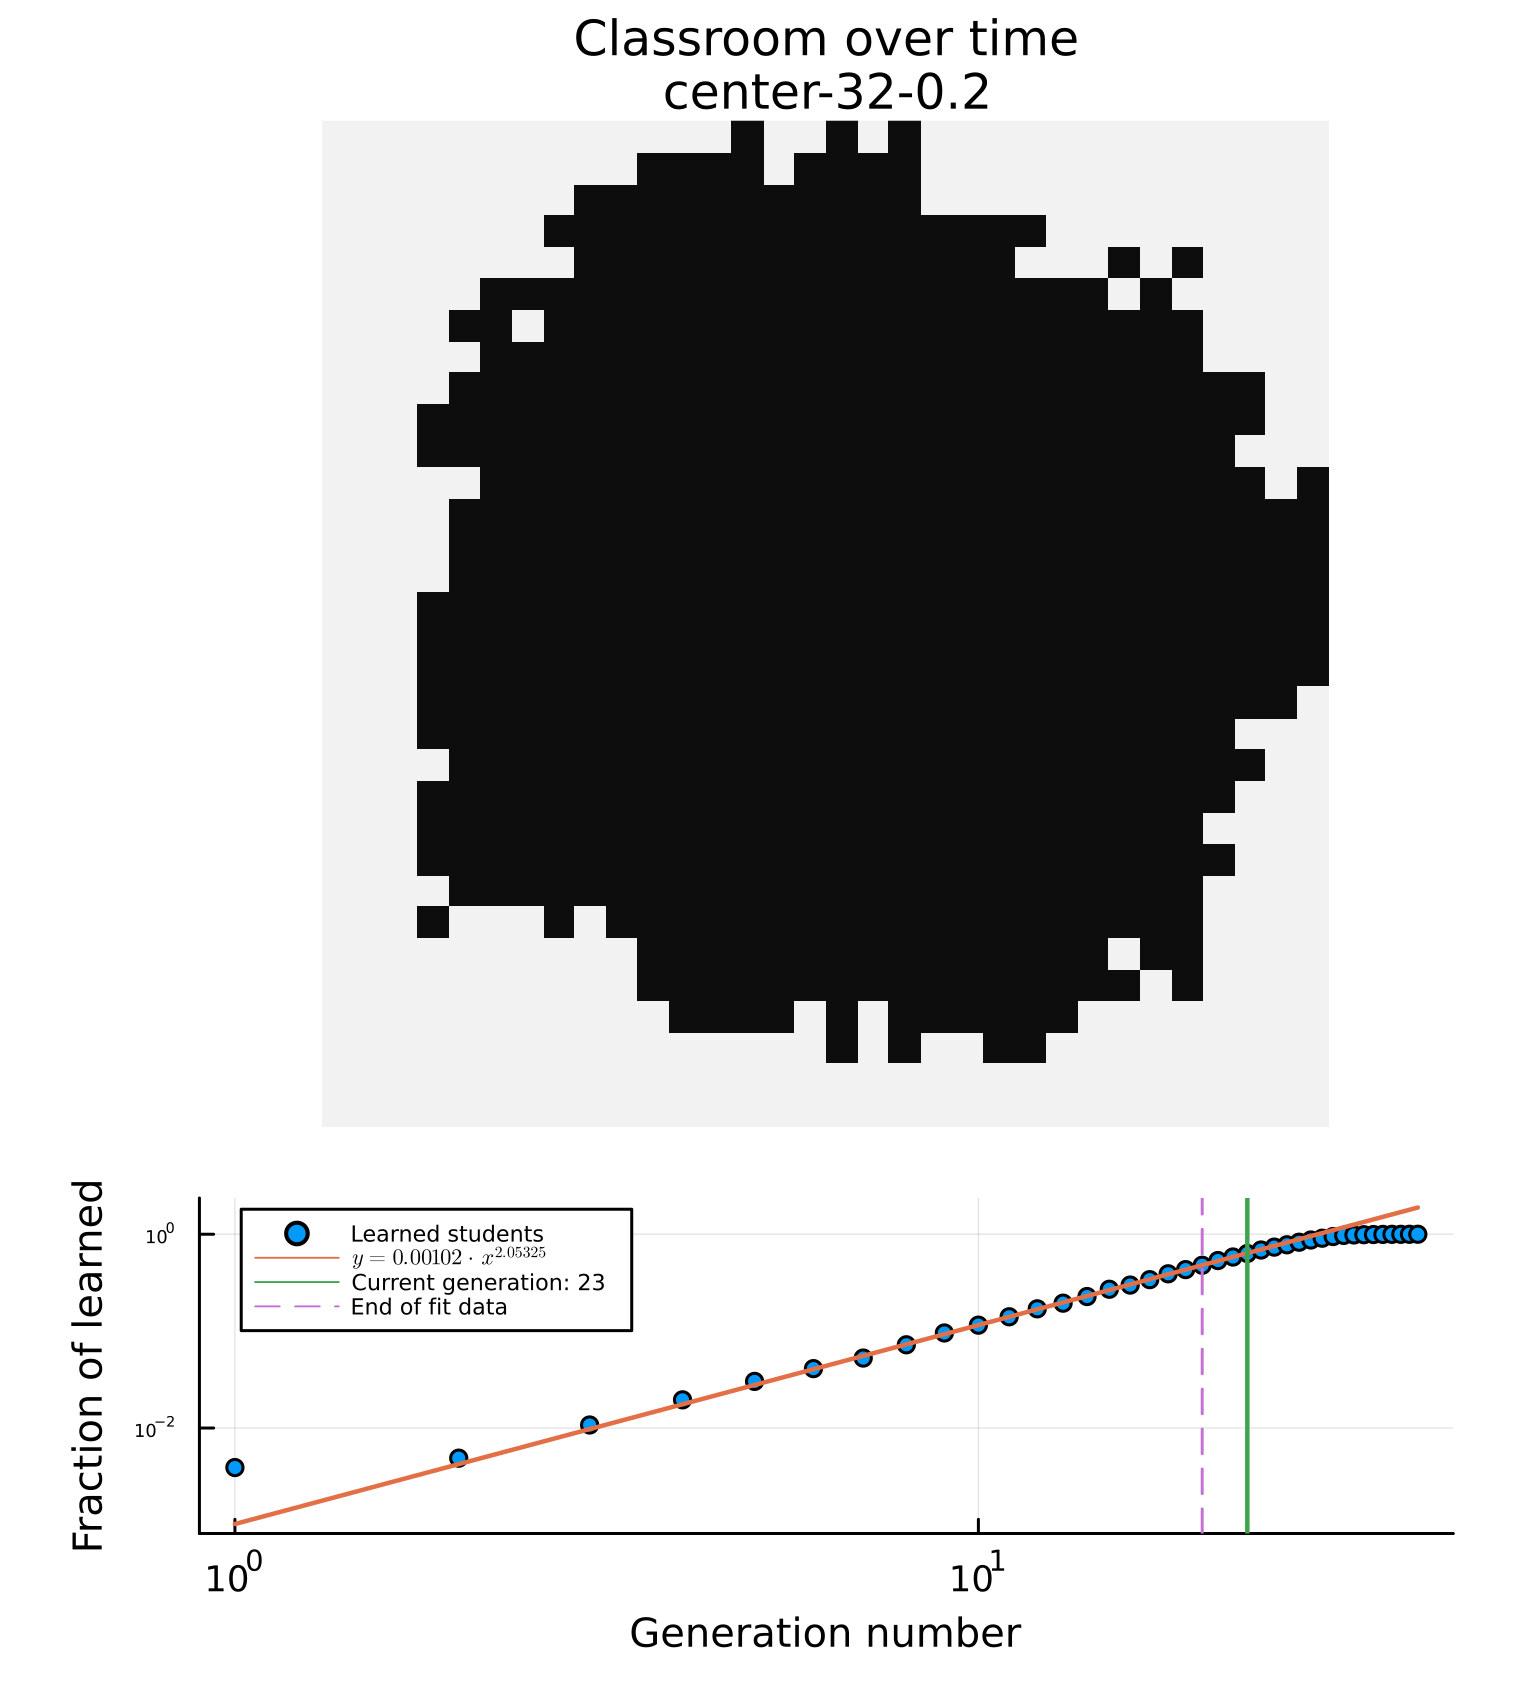 Classroom over time
center-32-0.2
Fraction of learned
10^0
10^-2
Learned students
y = 0.00102 · x^2.05325
Current generation: 23
End of fit data
10^0
10^1
Generation number